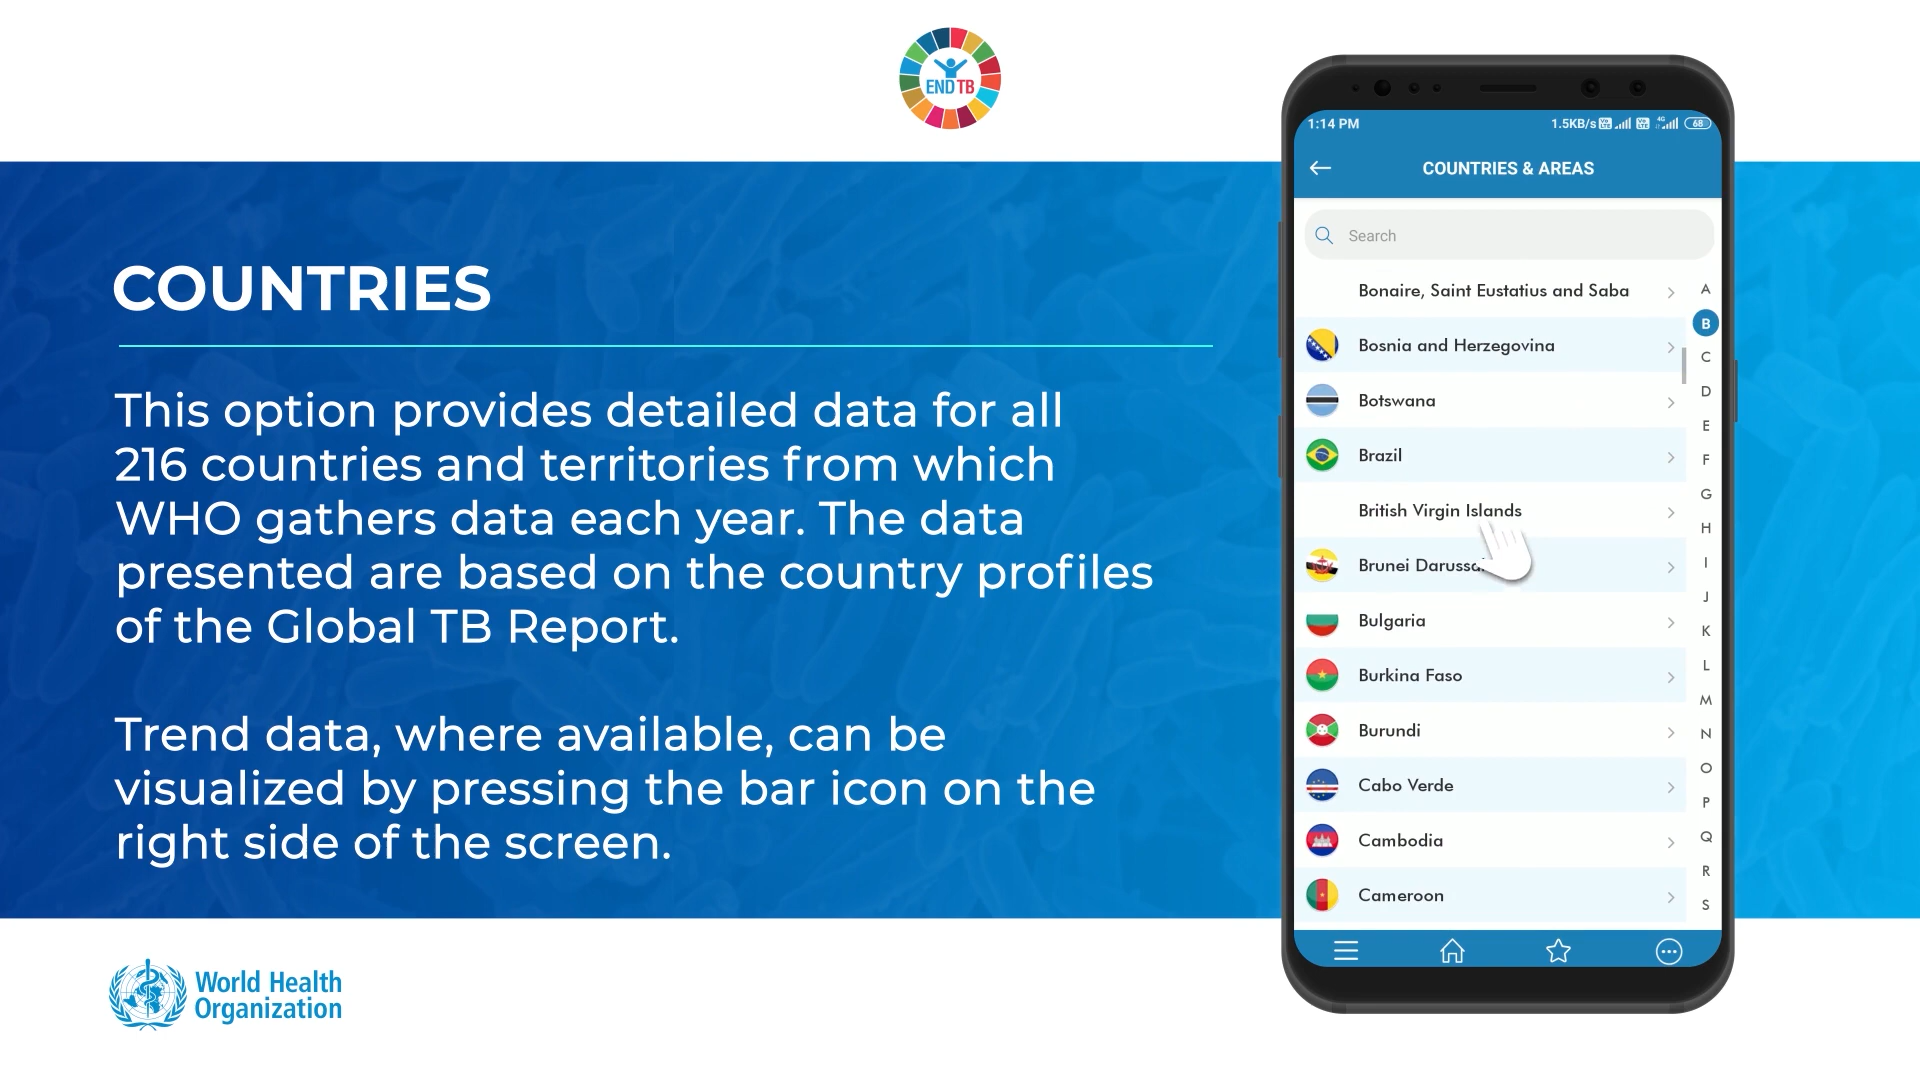 END TB
COUNTRIES
This option provides detailed data for all
216 countries and territories from which
WHO gathers data each year. The data
presented are based on the country profiles
of the Global TB Report.
Trend data, where available, can be
visualized by pressing the bar icon on the
right side of the screen.
World Health
Organization
1:14 PM
1.5KB/s
4G
68
COUNTRIES & AREAS
Search
Bonaire, Saint Eustatius and Saba
Bosnia and Herzegovina
Botswana
Brazil
British Virgin Islands
Brunei
Bulgaria
Burkina Faso
Burundi
Cabo Verde
Cambodia
Cameroon
A
B
C
D
E
F
G
H
I
J
K
L
M
N
O
P
Q
R
S